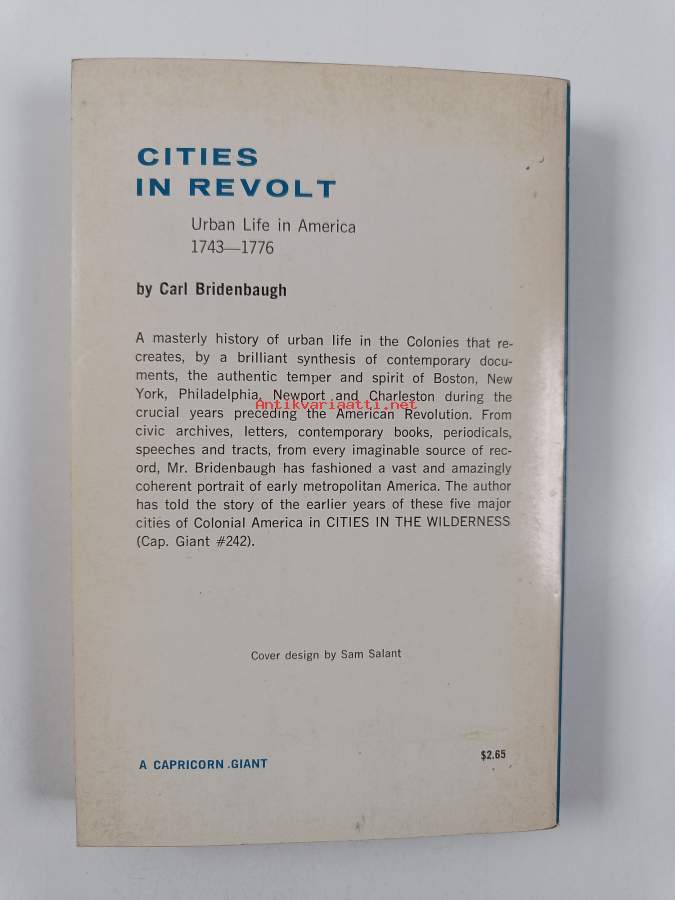 CITIES
IN REVOLT
Urban Life in America
1743—1776
by Carl Bridenbaugh
A masterly history of urban life in the Colonies that re-
creates, by a brilliant synthesis of contemporary docu-
ments, the authentic temper and spirit of Boston, New
York, Philadelphia, Newport and Charleston during the
Antikvariaatti.net
crucial years preceding the American Revolution. From
civic archives, letters, contemporary books, periodicals,
speeches and tracts, from every imaginable source of rec-
ord, Mr. Bridenbaugh has fashioned a vast and amazingly
coherent portrait of early metropolitan America. The author
has told the story of the earlier years of these five major
cities of Colonial America in CITIES IN THE WILDERNESS
(Cap. Giant #242).
Cover design by Sam Salant
A CAPRICORN GIANT
$2.65